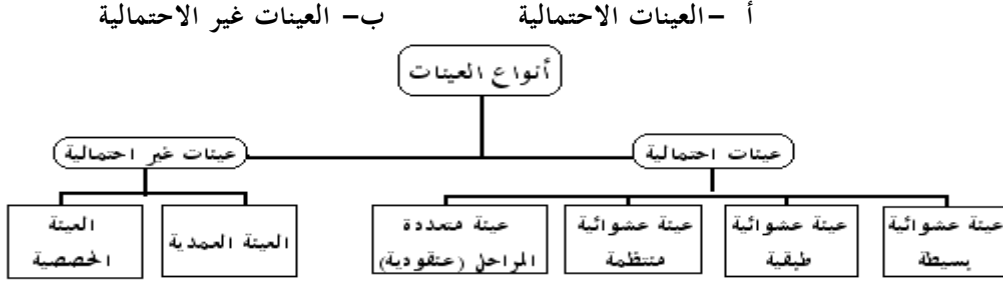 أ - العينات الاحتمالية ب- العينات غير الاحتمالية
أنواع العينات
عينات احتمالية
عينات غير احتمالية
عينة عشوائية
بسيطة
عينة عشوائية
طبقية
عينة عشوائية
منتظمة
عينة متعددة
المراحل (عنقودية)
العينة العمدية
العينة
الحصصية